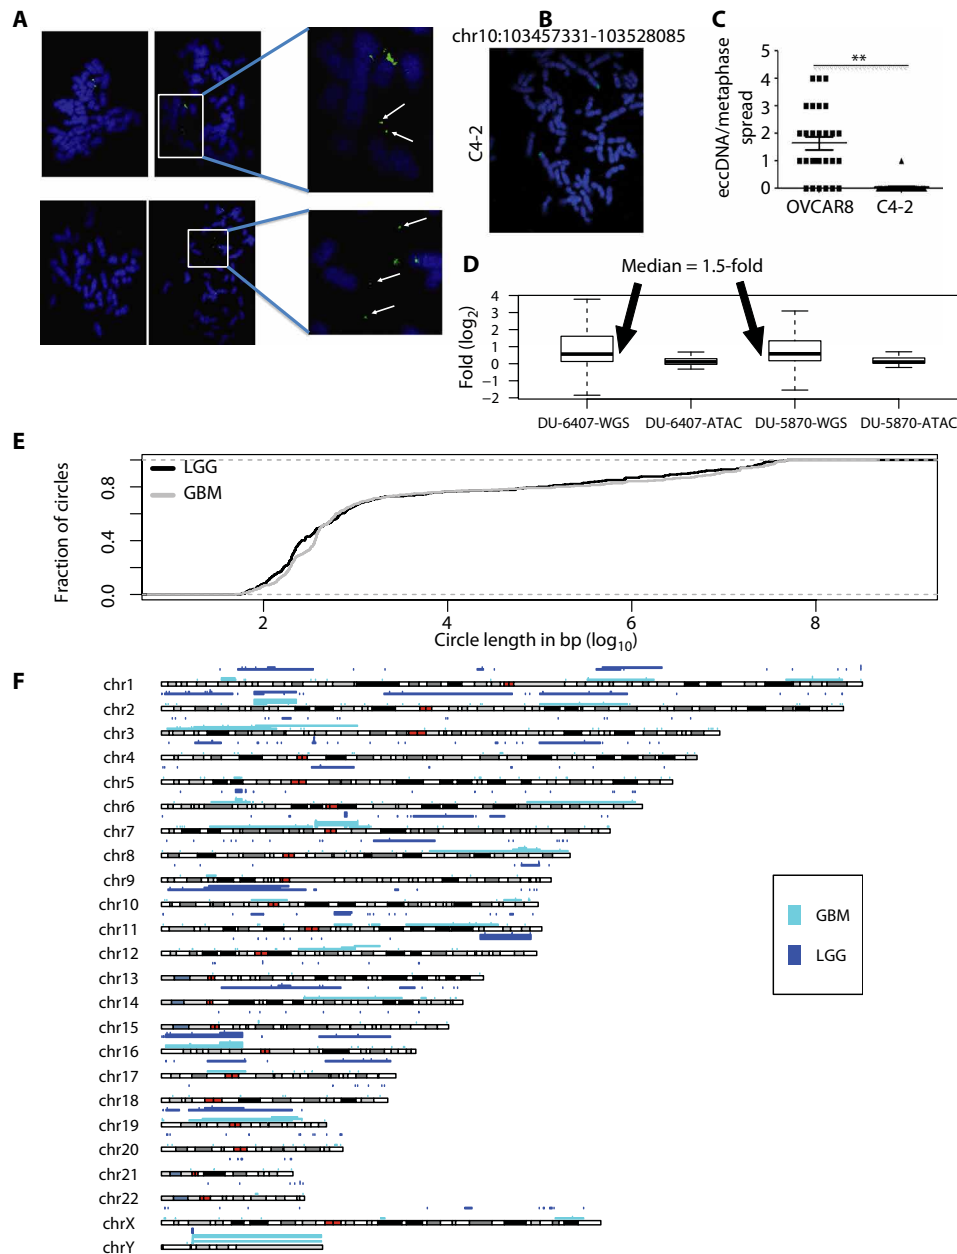 A
B
chr10:103457331-103528085
C4-2
C
eccDNA/metaphase
spread
5
4
3
2
1
0
**
OVCAR8
C4-2
D
Median = 1.5-fold
Fold (log2)
4
3
2
1
0
−1
−2
DU-6407-WGS
DU-6407-ATAC
DU-5870-WGS
DU-5870-ATAC
E
LGG
GBM
Fraction of circles
0.8
0.4
0.0
2
4
6
8
Circle length in bp (log10)
F
chr1
chr2
chr3
chr4
chr5
chr6
chr7
chr8
chr9
chr10
chr11
chr12
chr13
chr14
chr15
chr16
chr17
chr18
chr19
chr20
chr21
chr22
chrX
chrY
GBM
LGG